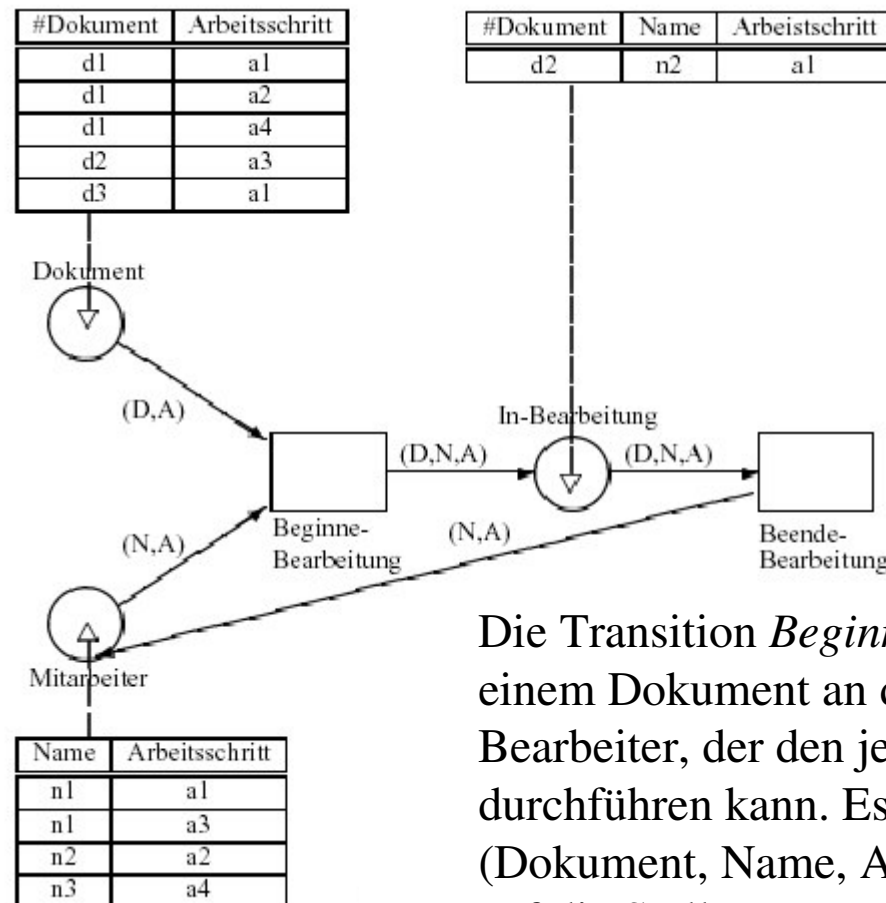 #Dokument Arbeitsschritt
d1 a1
d1 a2
d1 a4
d2 a3
d3 a1
#Dokument Name Arbeistschritt
d2 n2 a1
Dokument
(D,A)
In-Bearbeitung
(D,N,A)
(D,N,A)
(N,A)
Beginne-
Bearbeitung
(N,A)
Beende-
Bearbeitung
Mitarbeiter
Name Arbeitsschritt
n1 a1
n1 a3
n2 a2
n3 a4
Die Transition Beginn
einem Dokument an d
Bearbeiter, der den je
durchführen kann. Es
(Dokument, Name, A